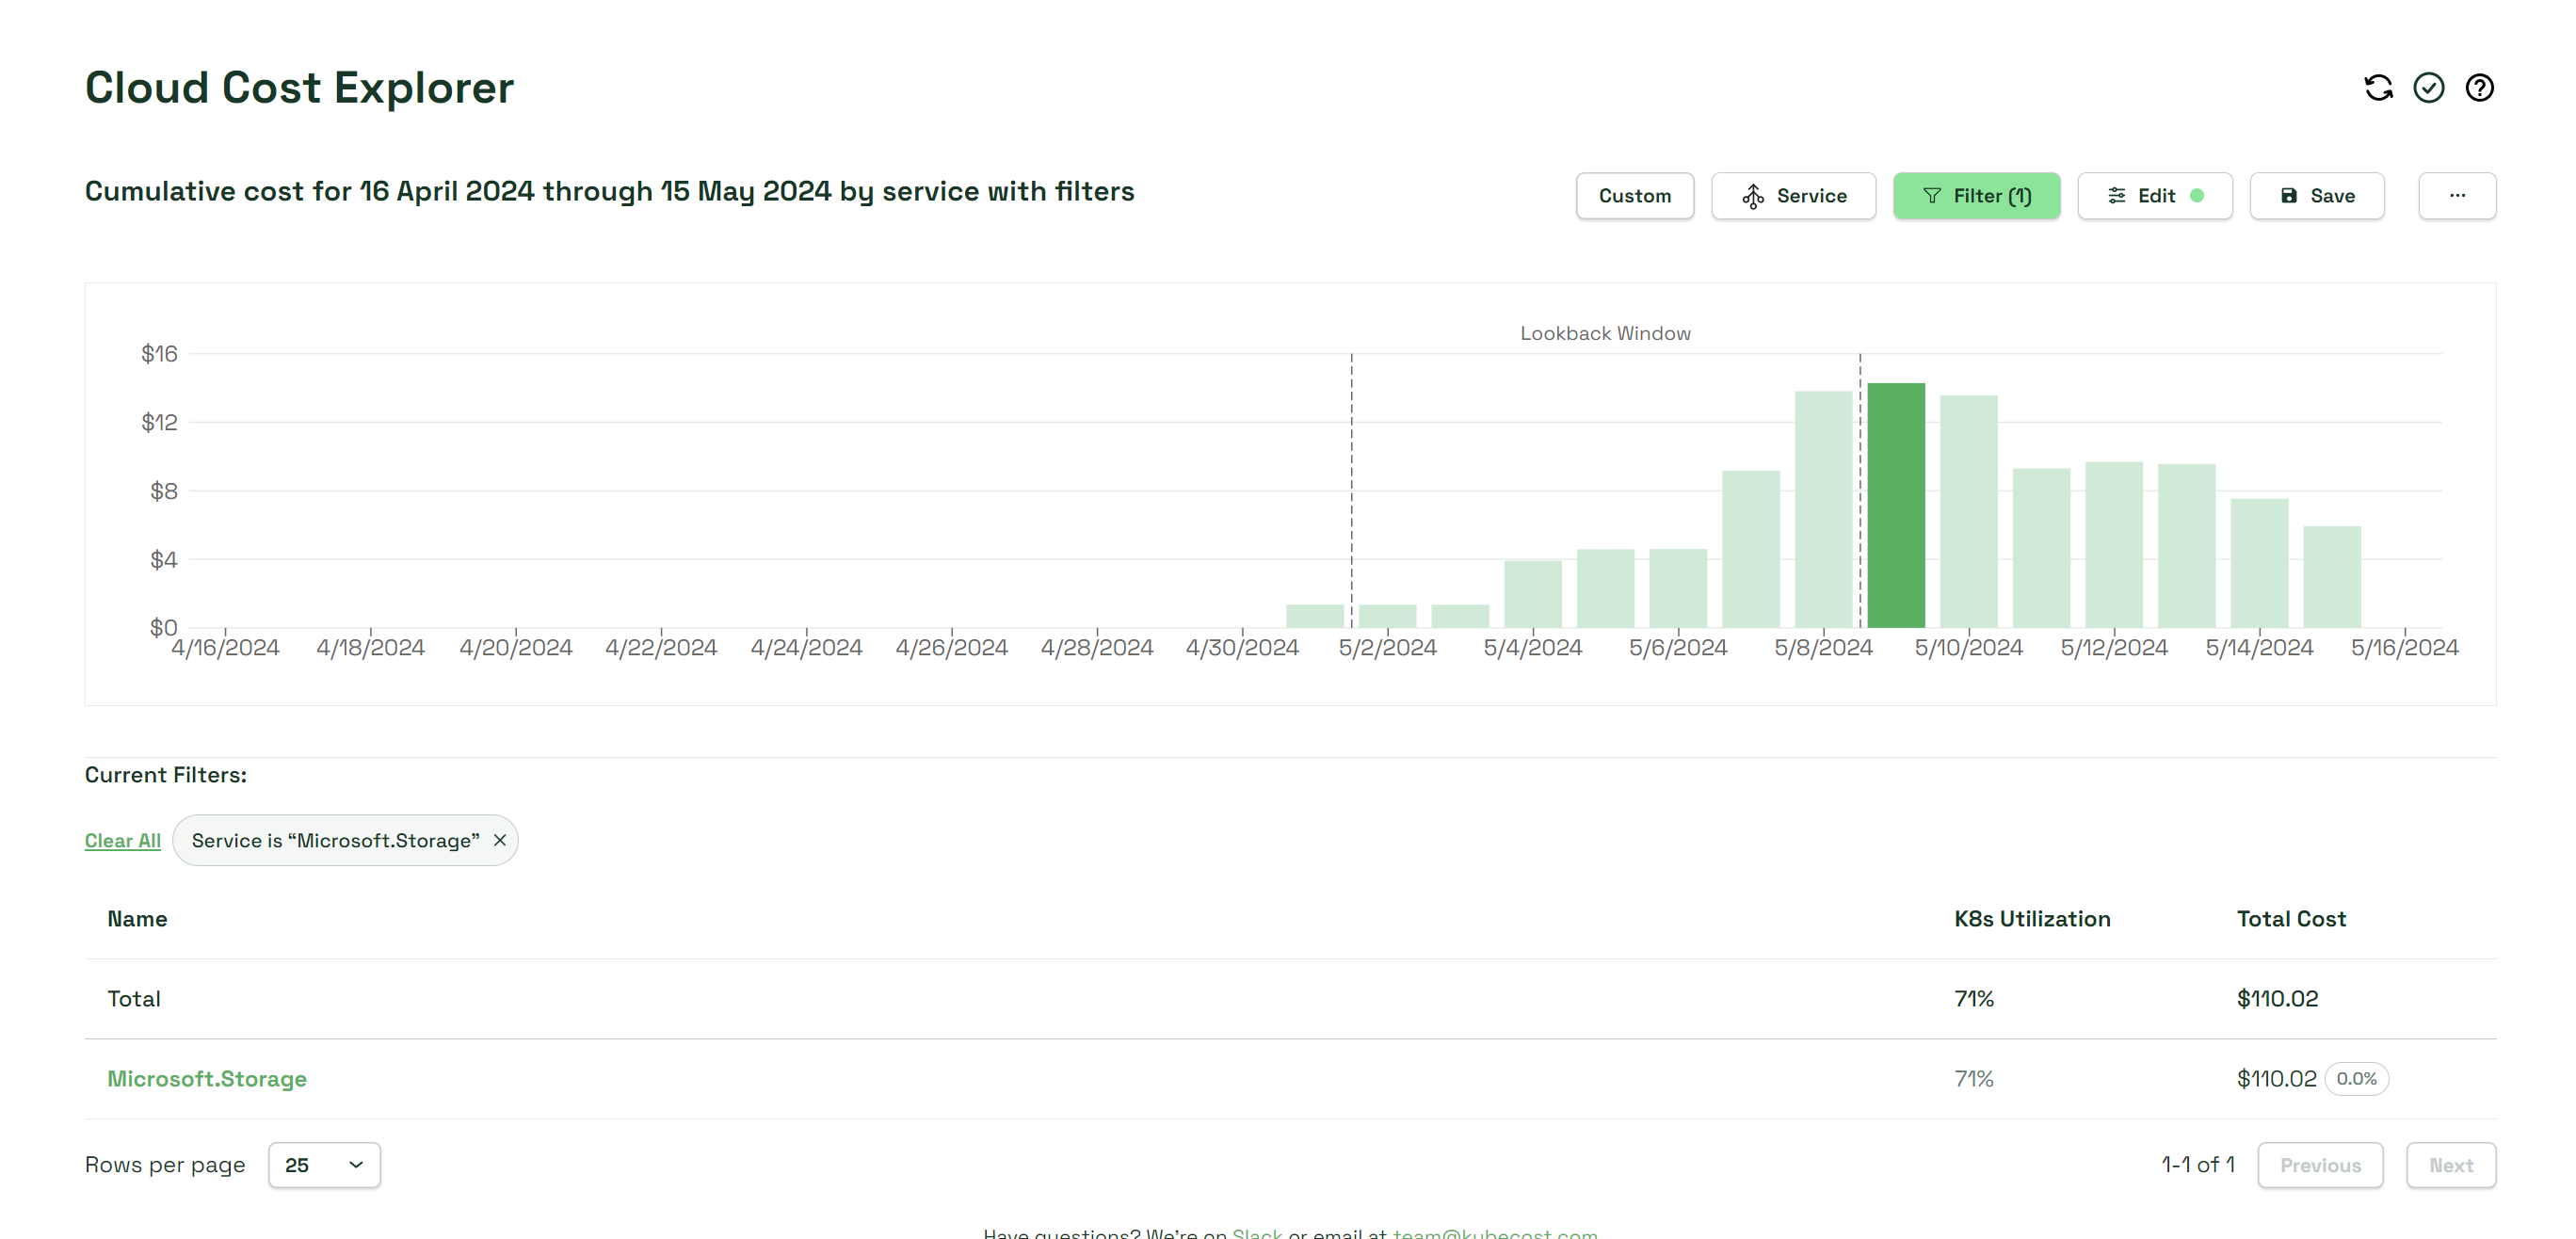 Cloud Cost Explorer
Cumulative cost for 16 April 2024 through 15 May 2024 by service with filters
Custom
Service
Filter (1)
Edit
Save
...
Lookback Window
$16
$12
$8
$4
$0
4/16/2024 4/18/2024 4/20/2024 4/22/2024 4/24/2024 4/26/2024 4/28/2024 4/30/2024 5/2/2024 5/4/2024 5/6/2024 5/8/2024 5/10/2024 5/12/2024 5/14/2024 5/16/2024
Current Filters:
Clear All Service is “Microsoft.Storage”
Name K8s Utilization Total Cost
Total 71% $110.02
Microsoft.Storage 71% $110.02 0.0%
Rows per page 25 1-1 of 1 Previous Next
Have questions? We're on Slack or email at team@kubecost.com